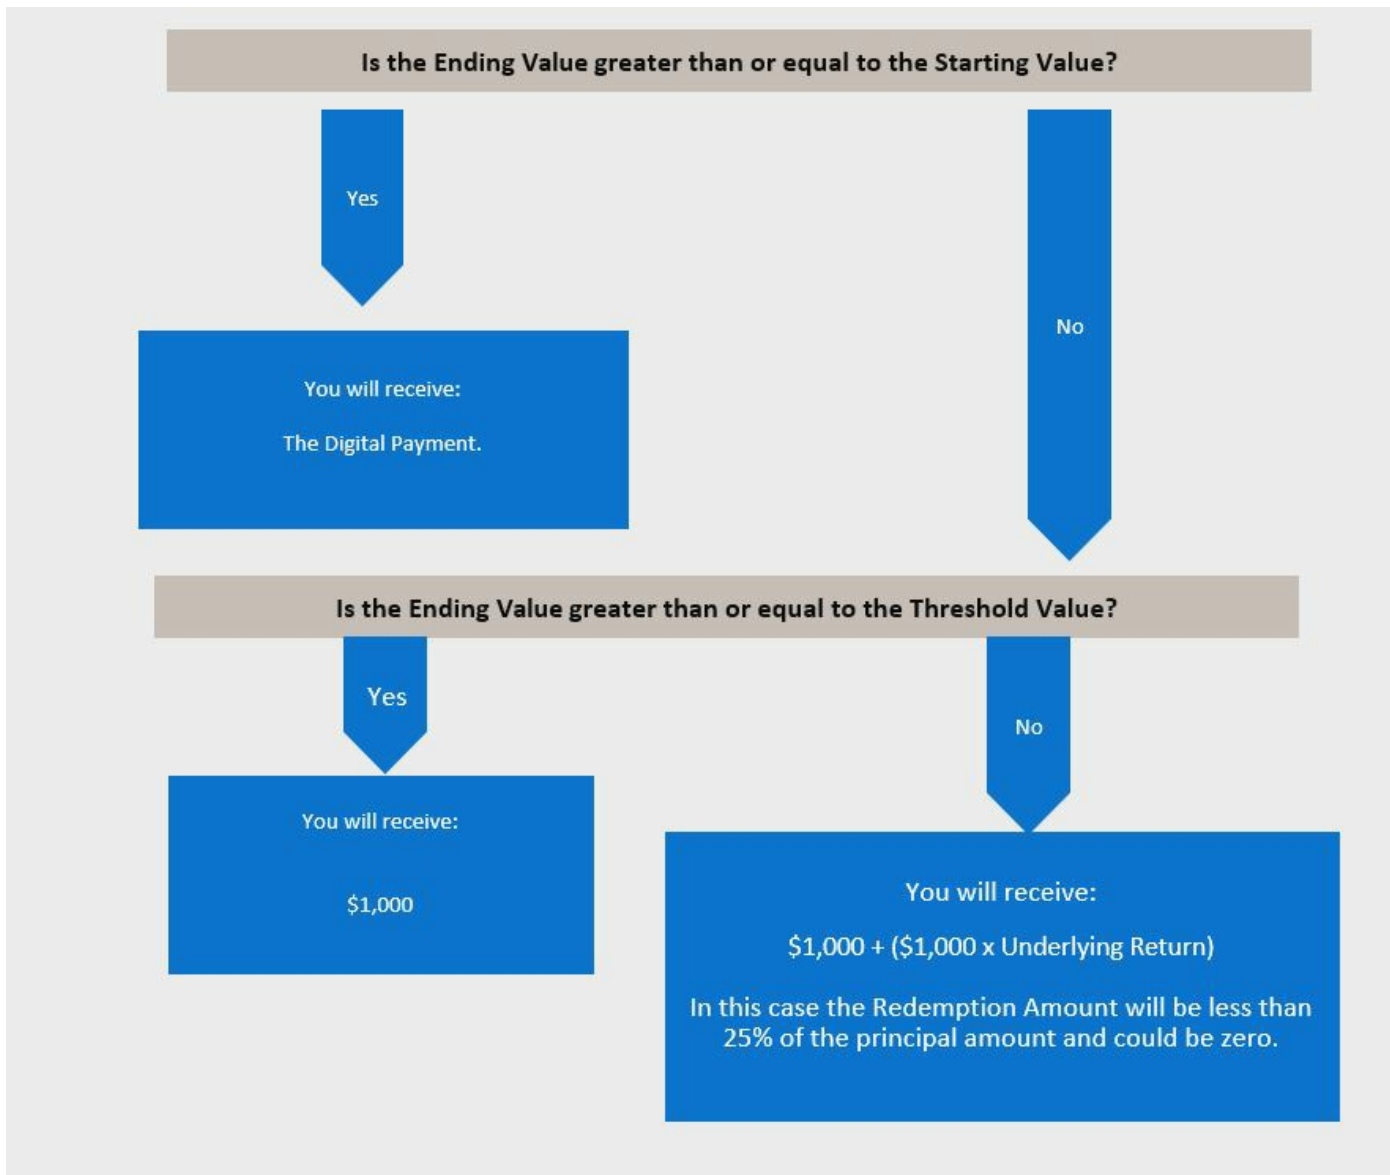 Is the Ending Value greater than or equal to the Starting Value?
Yes
No
You will receive:
The Digital Payment.
Is the Ending Value greater than or equal to the Threshold Value?
Yes
No
You will receive:
$1,000
You will receive:
$1,000 + ($1,000 x Underlying Return)
In this case the Redemption Amount will be less than
25% of the principal amount and could be zero.